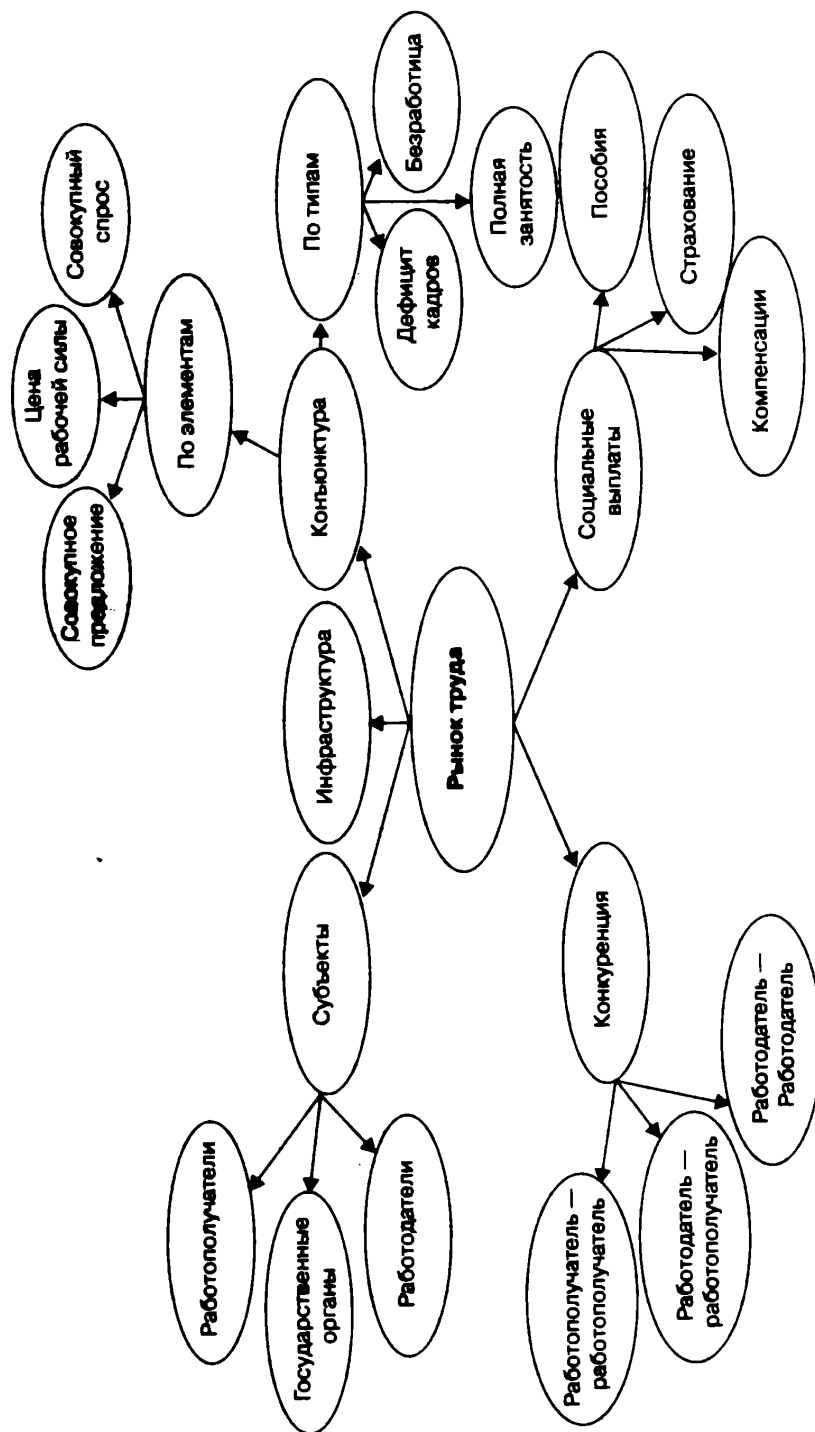 Совокупное
предложение
Цена
рабочей силы
Совокупный
спрос
По элементам
Работополучатели
Государственные
органы
Работодатели
Субъекты
Инфраструктура
Конъюнктура
По типам
Дефицит
кадров
Безработица
Полная
занятость
Рынок труда
Конкуренция
Социальные
выплаты
Пособия
Страхование
Компенсации
Работополучатель —
работополучатель
Работодатель —
работополучатель
Работодатель —
Работодатель